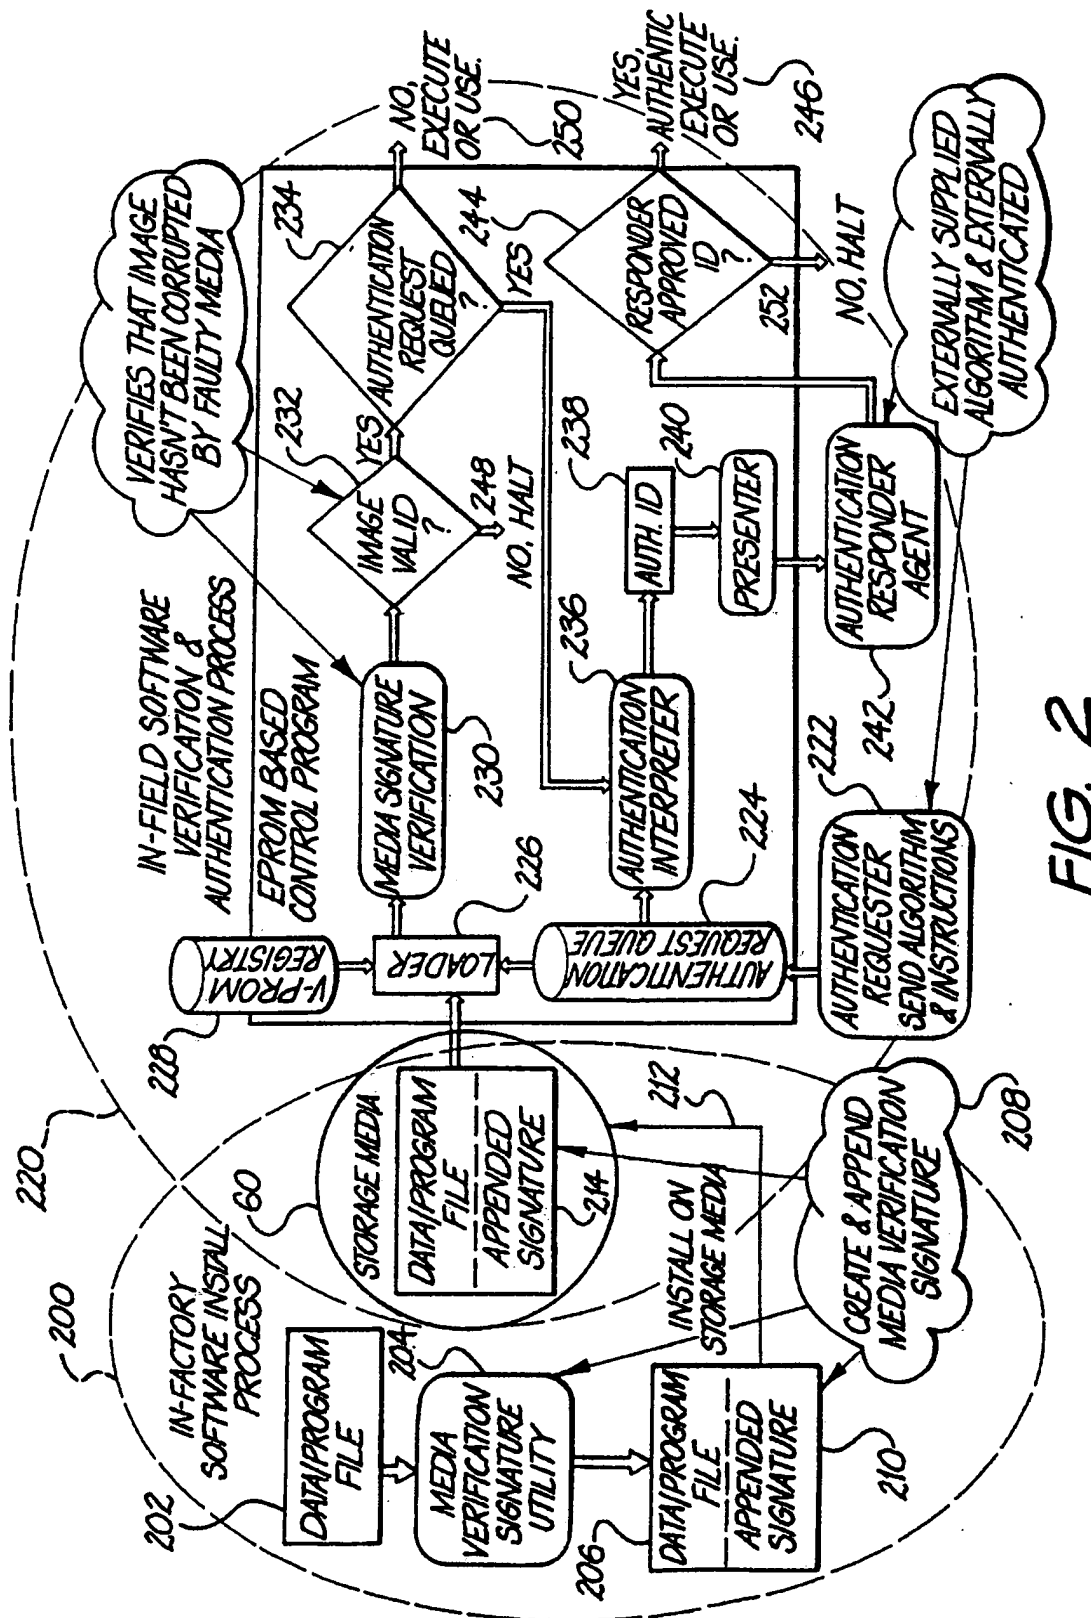 200
IN-FACTORY
SOFTWARE INSTALL
PROCESS
202
DATA/PROGRAM
FILE
204
MEDIA
VERIFICATION
SIGNATURE
UTILITY
206
DATA/PROGRAM
FILE
APPENDED
SIGNATURE
210
INSTALL ON
STORAGE MEDIA
212
CREATE & APPEND
MEDIA VERIFICATION
SIGNATURE
208
60
STORAGE MEDIA
DATA/PROGRAM
FILE
APPENDED
SIGNATURE
214
220
IN-FIELD SOFTWARE
VERIFICATION &
AUTHENTICATION PROCESS
228
V-PROM
REGISTRY
EPROM BASED
CONTROL PROGRAM
LOADER
226
AUTHENTICATION
REQUEST QUEUE
224
AUTHENTICATION
REQUESTER
SEND ALGORITHM
& INSTRUCTIONS
222
MEDIA SIGNATURE
VERIFICATION
230
VERIFIES THAT IMAGE
HASN'T BEEN CORRUPTED
BY FAULTY MEDIA
232
IMAGE
VALID
?
YES
248
NO, HALT
234
AUTHENTICATION
REQUEST
QUEUED
?
YES
NO,
EXECUTE
OR USE.
250
AUTHENTICATION
INTERPRETER
236
AUTH. ID
238
PRESENTER
240
AUTHENTICATION
RESPONDER
AGENT
242
244
RESPONDER
APPROVED
ID
?
YES,
AUTHENTIC
(EXECUTE
OR USE.
246
252
NO, HALT
EXTERNALLY SUPPLIED
ALGORITHM & EXTERNALLY
AUTHENTICATED
FIG. 2